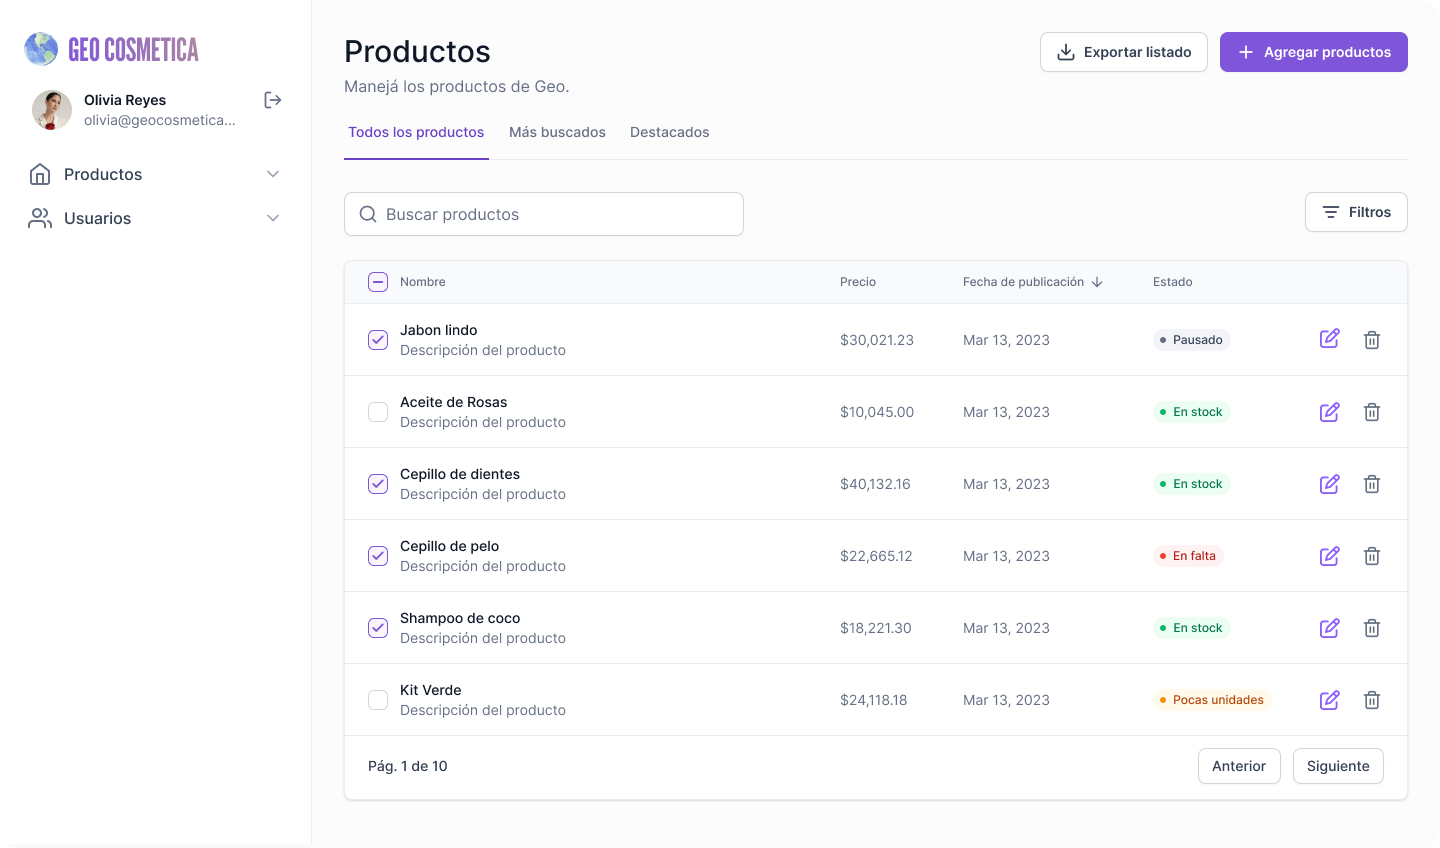 GEO COSMETICA
Olivia Reyes
olivia@geocosmetica...
Productos
Usuarios
Productos
Manejá los productos de Geo.
Exportar listado
Agregar productos
Todos los productos
Más buscados
Destacados
Buscar productos
Filtros
Nombre
Precio
Fecha de publicación
Estado
Jabon lindo
Descripción del producto
$30,021.23
Mar 13, 2023
Pausado
Aceite de Rosas
Descripción del producto
$10,045.00
Mar 13, 2023
En stock
Cepillo de dientes
Descripción del producto
$40,132.16
Mar 13, 2023
En stock
Cepillo de pelo
Descripción del producto
$22,665.12
Mar 13, 2023
En falta
Shampoo de coco
Descripción del producto
$18,221.30
Mar 13, 2023
En stock
Kit Verde
Descripción del producto
$24,118.18
Mar 13, 2023
Pocas unidades
Pág. 1 de 10
Anterior
Siguiente